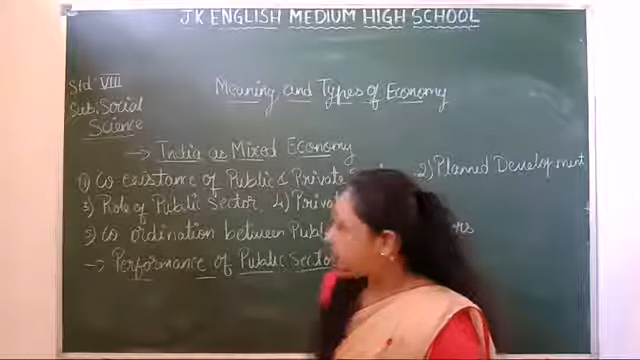 JK ENGLISH MEDIUM HIGH SCHOOL
Std - VIII
Sub: Social
Science
Meaning and Types of Economy
→ India as Mixed Economy
① Co-existance of Public & Private 2) Planned Development
3) Role of Public Sector, 4)
5) Co ordination between
→ Performance of Public Sector